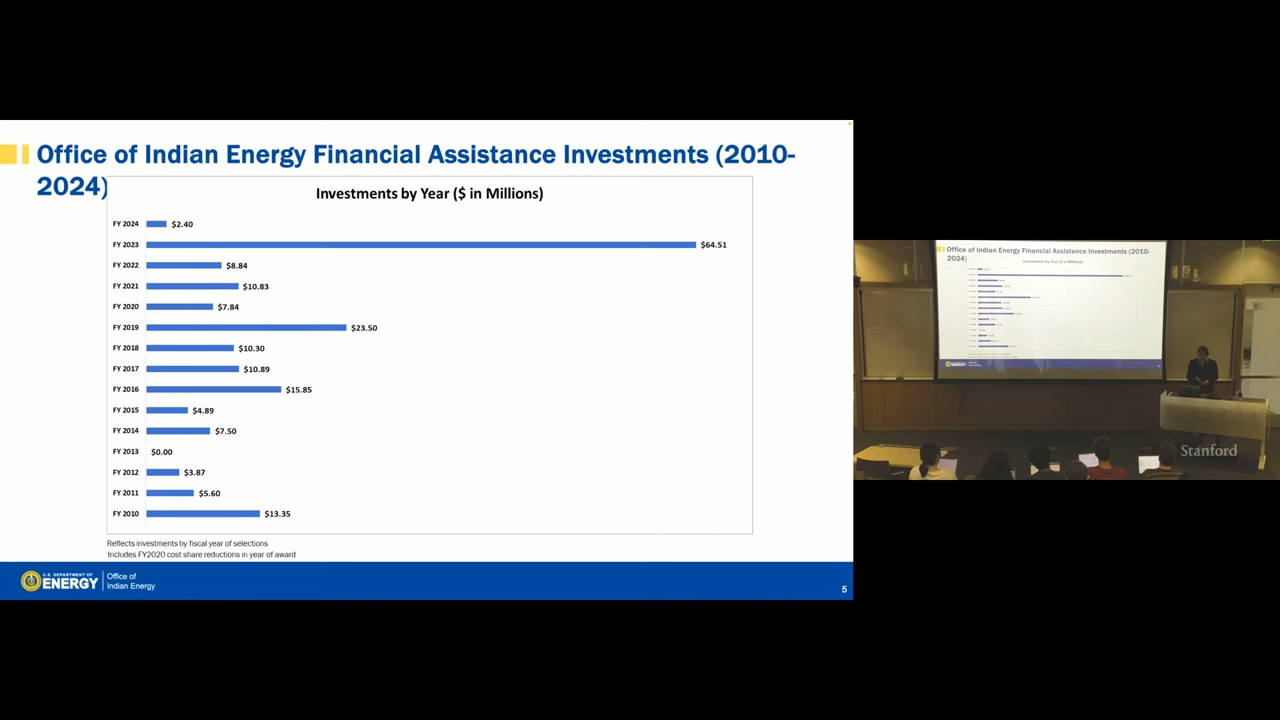 Office of Indian Energy Financial Assistance Investments (2010-
2024)
Investments by Year ($ in Millions)
FY 2024 $2.40
FY 2023 $64.51
FY 2022 $8.84
FY 2021 $10.83
FY 2020 $7.84
FY 2019 $23.50
FY 2018 $10.30
FY 2017 $10.89
FY 2016 $15.85
FY 2015 $4.89
FY 2014 $7.50
FY 2013 $0.00
FY 2012 $3.87
FY 2011 $5.60
FY 2010 $13.35
Reflects investments by fiscal year of selections
Includes FY2020 cost share reductions in year of award
U.S. DEPARTMENT OF
ENERGY
Office of
Indian Energy
5
Office of Indian Energy Financial Assistance Investments (2010-
2024)
Investments by Year ($ in Millions)
ENERGY
Stanford